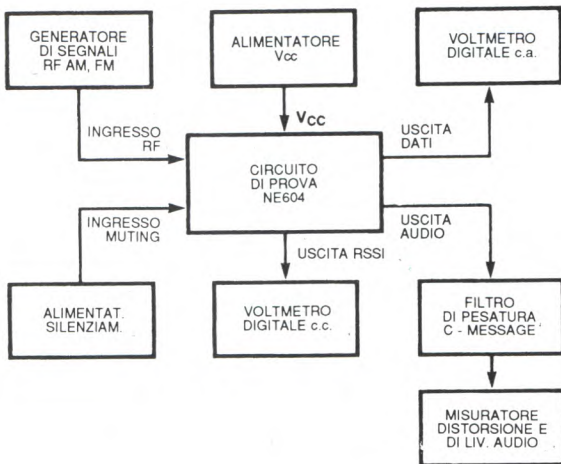 GENERATORE
DI SEGNALI
RF AM, FM
ALIMENTATORE
Vcc
VOLTMETRO
DIGITALE c.a.
INGRESSO
RF
VCC
USCITA
DATI
CIRCUITO
DI PROVA
NE604
INGRESSO
MUTING
USCITA RSSI
USCITA
AUDIO
ALIMENTAT.
SILENZIAM.
VOLTMETRO
DIGITALE c.c.
FILTRO
DI PESATURA
C - MESSAGE
MISURATORE
DISTORSIONE E
DI LIV. AUDIO